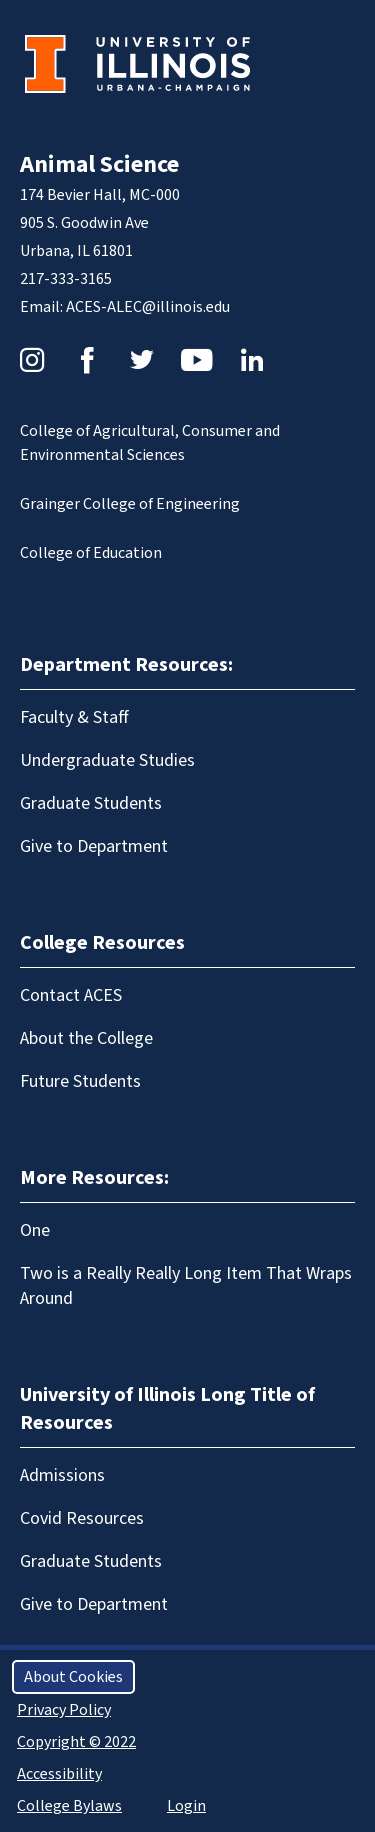 UNIVERSITY OF
ILLINOIS
URBANA-CHAMPAIGN
Animal Science
174 Bevier Hall, MC-000
905 S. Goodwin Ave
Urbana, IL 61801
217-333-3165
Email: ACES-ALEC@illinois.edu
College of Agricultural, Consumer and
Environmental Sciences
Grainger College of Engineering
College of Education
Department Resources:
Faculty & Staff
Undergraduate Studies
Graduate Students
Give to Department
College Resources
Contact ACES
About the College
Future Students
More Resources:
One
Two is a Really Really Long Item That Wraps
Around
University of Illinois Long Title of
Resources
Admissions
Covid Resources
Graduate Students
Give to Department
About Cookies
Privacy Policy
Copyright © 2022
Accessibility
College Bylaws Login